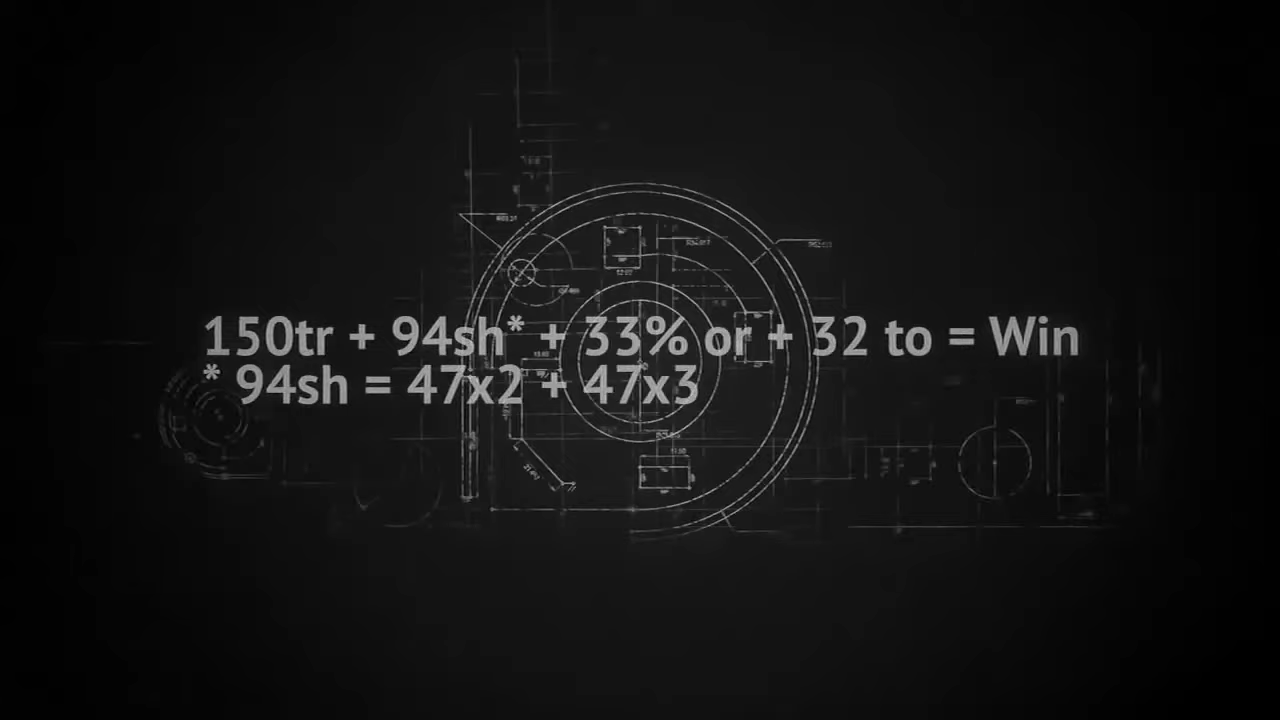 150tr + 94sh* + 33% or + 32 to = Win
* 94sh = 47x2 + 47x3